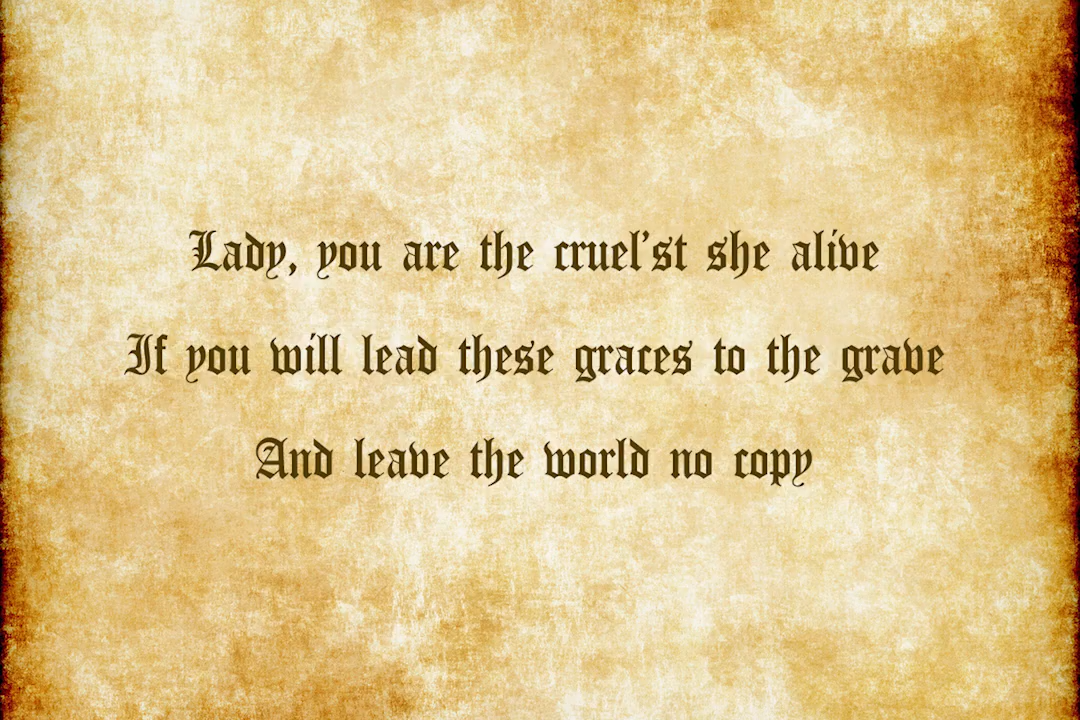 Lady, you are the cruel'st she alive
If you will lead these graces to the grave
And leave the world no copy